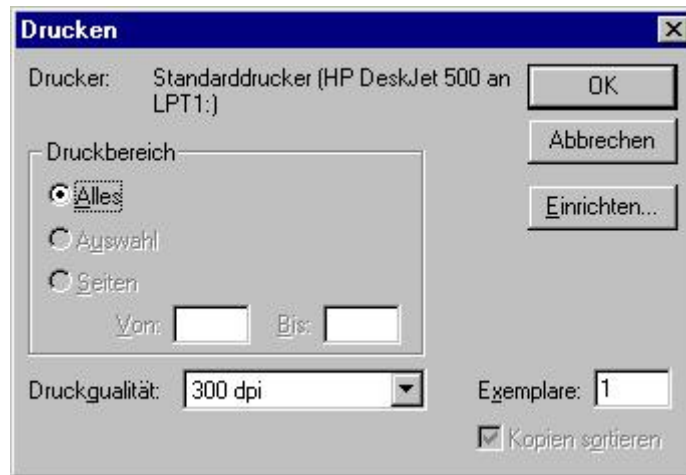 Drucken
Drucker: Standarddrucker (HP DeskJet 500 an
LPT1:)
OK
Abbrechen
Einrichten...
Druckbereich
Alles
Auswahl
Seiten
Von: Bis:
Druckqualität: 300 dpi
Exemplare: 1
Kopien sortieren